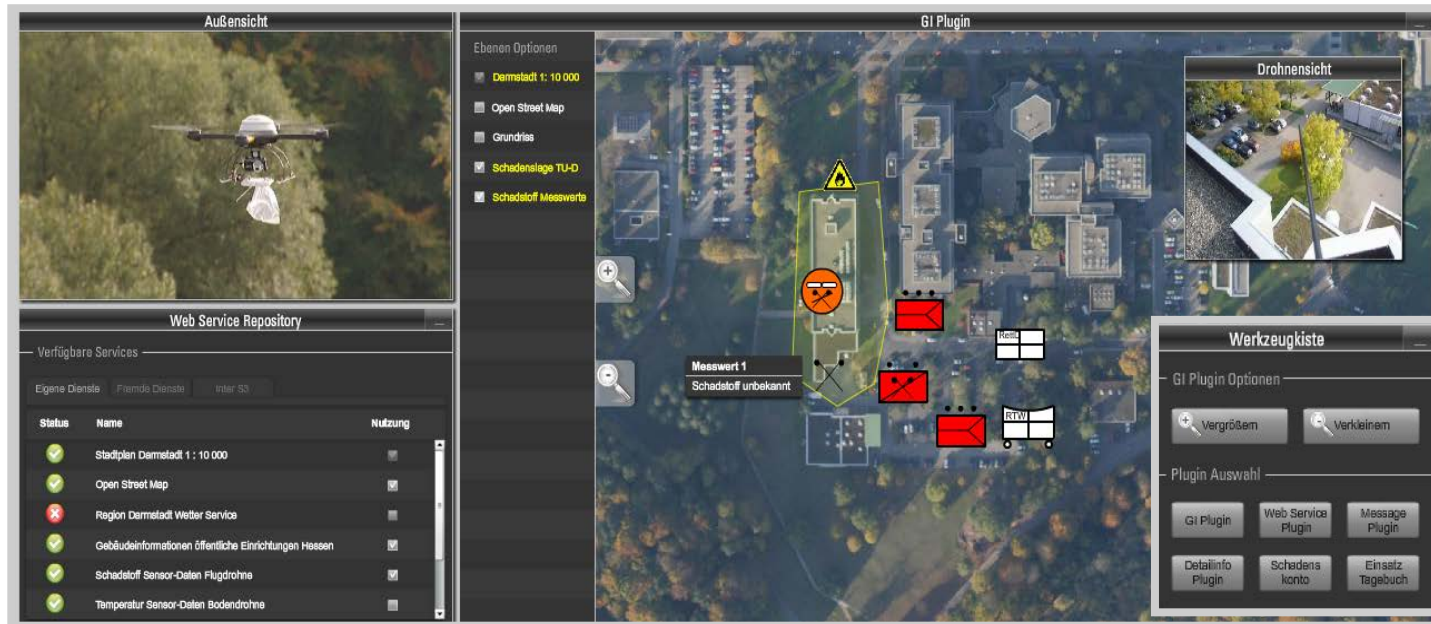 Außensicht
GI Plugin
Ebenen Optionen
Darmstadt 1: 10 000
Open Street Map
Grundriss
Schadenslage TU-D
Schadstoff Messwerte
Drohnensicht
Messwert 1
Schadstoff unbekannt
RTW
Web Service Repository
Verfügbare Services
Eigene Dienste
Fremde Dienste
Inter S3
Status Name Nutzung
Stadtplan Darmstadt 1 : 10 000
Open Street Map
Region Darmstadt Wetter Service
Gebäudeinformationen öffentliche Einrichtungen Hessen
Schadstoff Sensor-Daten Flugdrohne
Temperatur Sensor-Daten Bodendrohne
Werkzeugkiste
GI Plugin Optionen
Vergrößern
Verkleinern
Plugin Auswahl
GI Plugin
Web Service
Plugin
Message
Plugin
Detailinfo
Plugin
Schadens
konto
Einsatz
Tagebuch